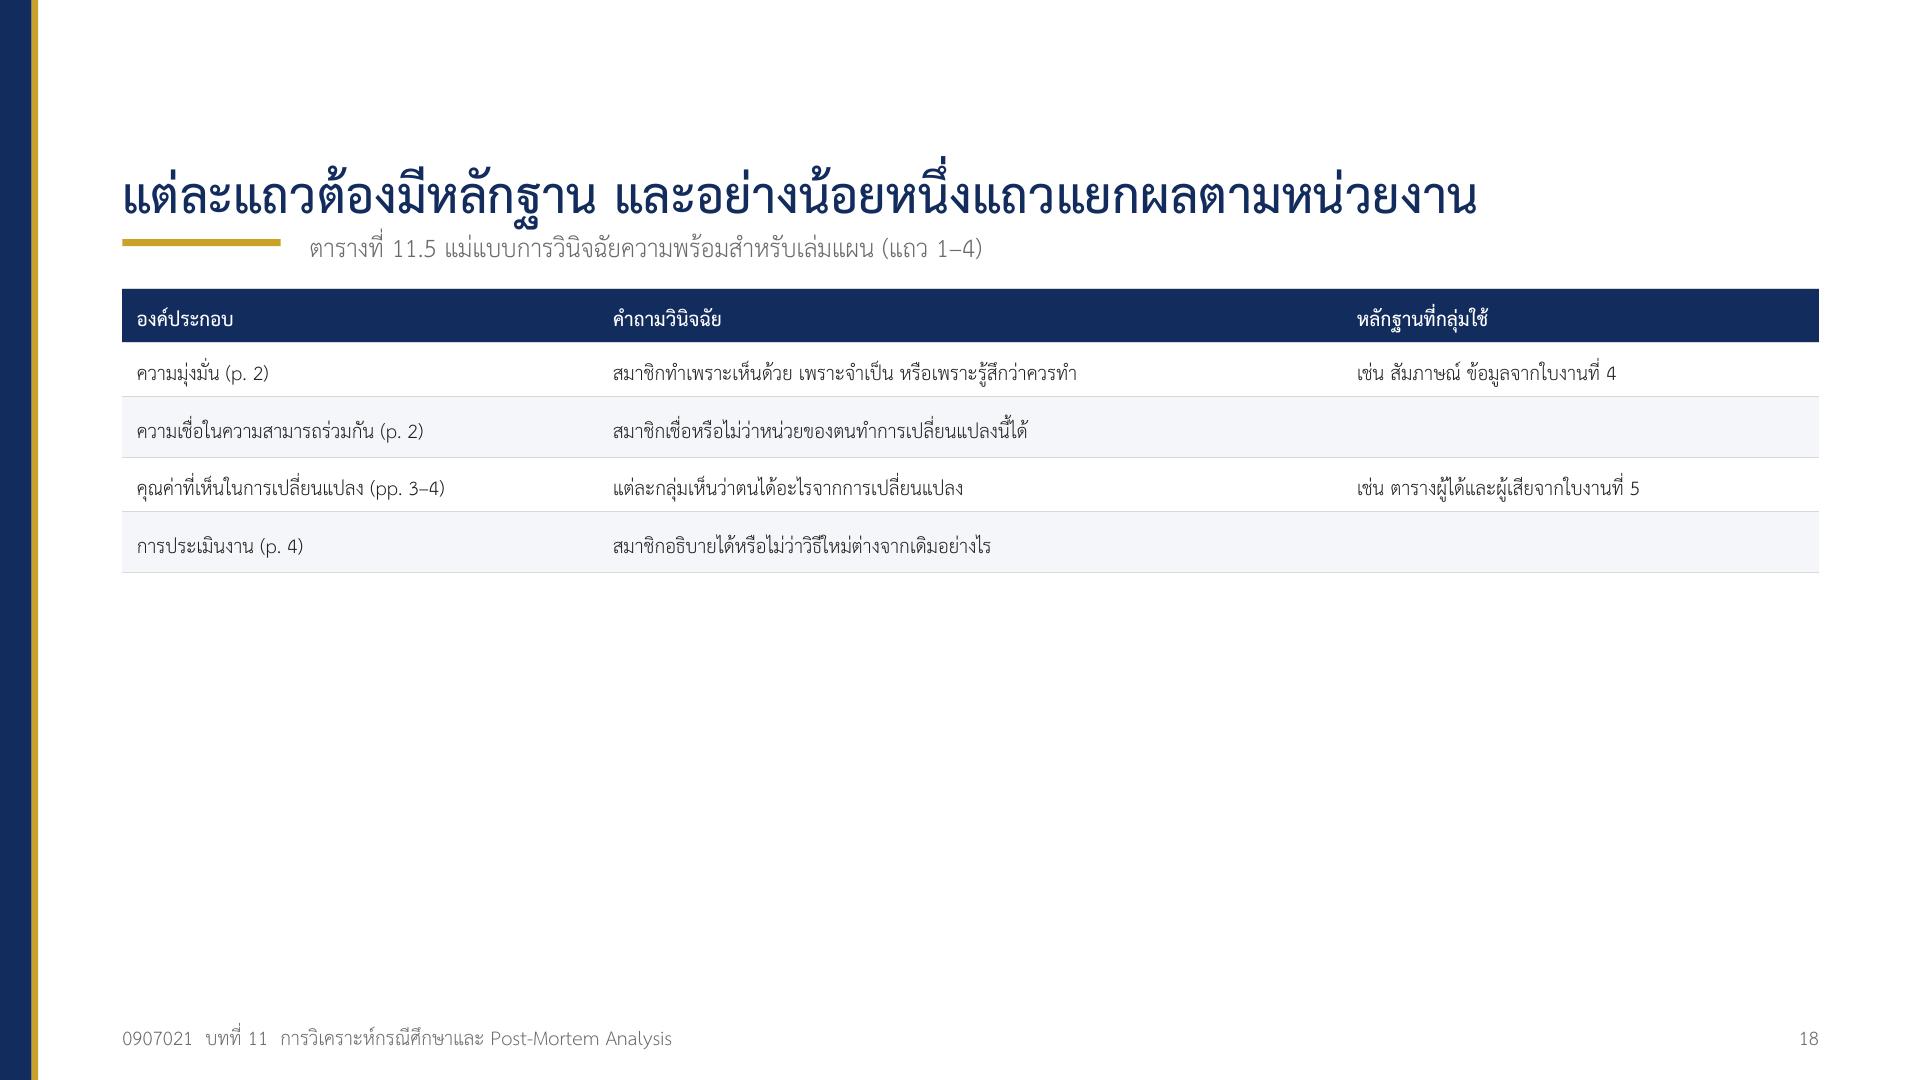 แต่ละแถวต้องมีหลักฐาน และอย่างน้อยหนึ่งแถวแยกผลตามหน่วยงาน
ตารางที่ 11.5 แม่แบบการวินิจฉัยความพร้อมสำหรับเล่มแผน (แถว 1–4)
องค์ประกอบ คำถามวินิจฉัย หลักฐานที่กลุ่มใช้
ความมุ่งมั่น (p. 2) สมาชิกทำเพราะเห็นด้วย เพราะจำเป็น หรือเพราะรู้สึกว่าควรทำ เช่น สัมภาษณ์ ข้อมูลจากใบงานที่ 4
ความเชื่อในความสามารถร่วมกัน (p. 2) สมาชิกเชื่อหรือไม่ว่าหน่วยของตนทำการเปลี่ยนแปลงนี้ได้
คุณค่าที่เห็นในการเปลี่ยนแปลง (pp. 3–4) แต่ละกลุ่มเห็นว่าตนได้อะไรจากการเปลี่ยนแปลง เช่น ตารางผู้ได้และผู้เสียจากใบงานที่ 5
การประเมินงาน (p. 4) สมาชิกอธิบายได้หรือไม่ว่าวิธีใหม่ต่างจากเดิมอย่างไร
0907021 บทที่ 11 การวิเคราะห์กรณีศึกษาและ Post-Mortem Analysis 18